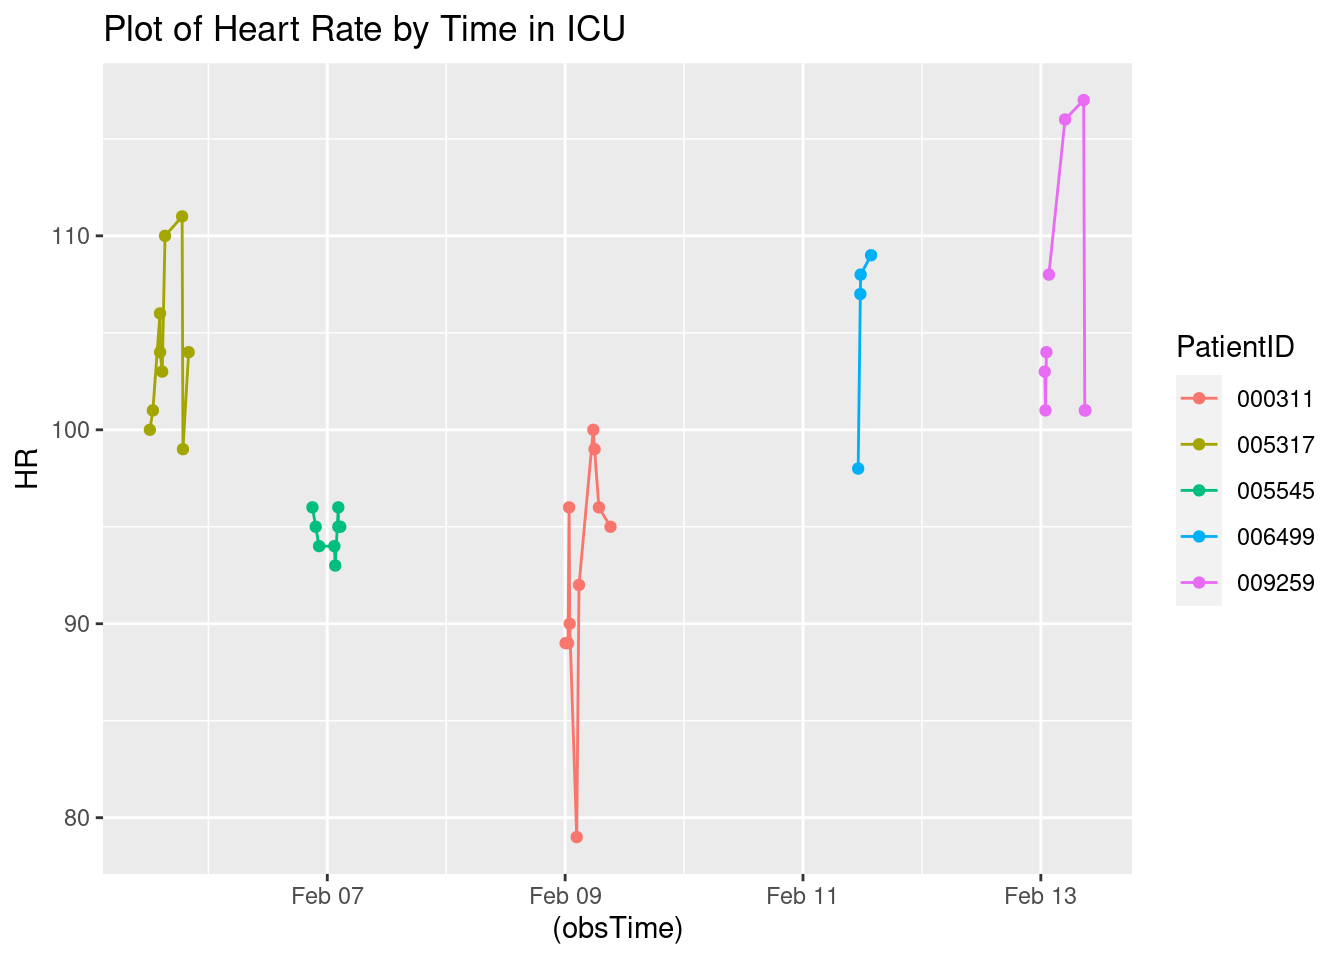 Plot of Heart Rate by Time in ICU
HR
110
100
90
80
Feb 07
Feb 09
Feb 11
Feb 13
(obsTime)
PatientID
000311
005317
005545
006499
009259